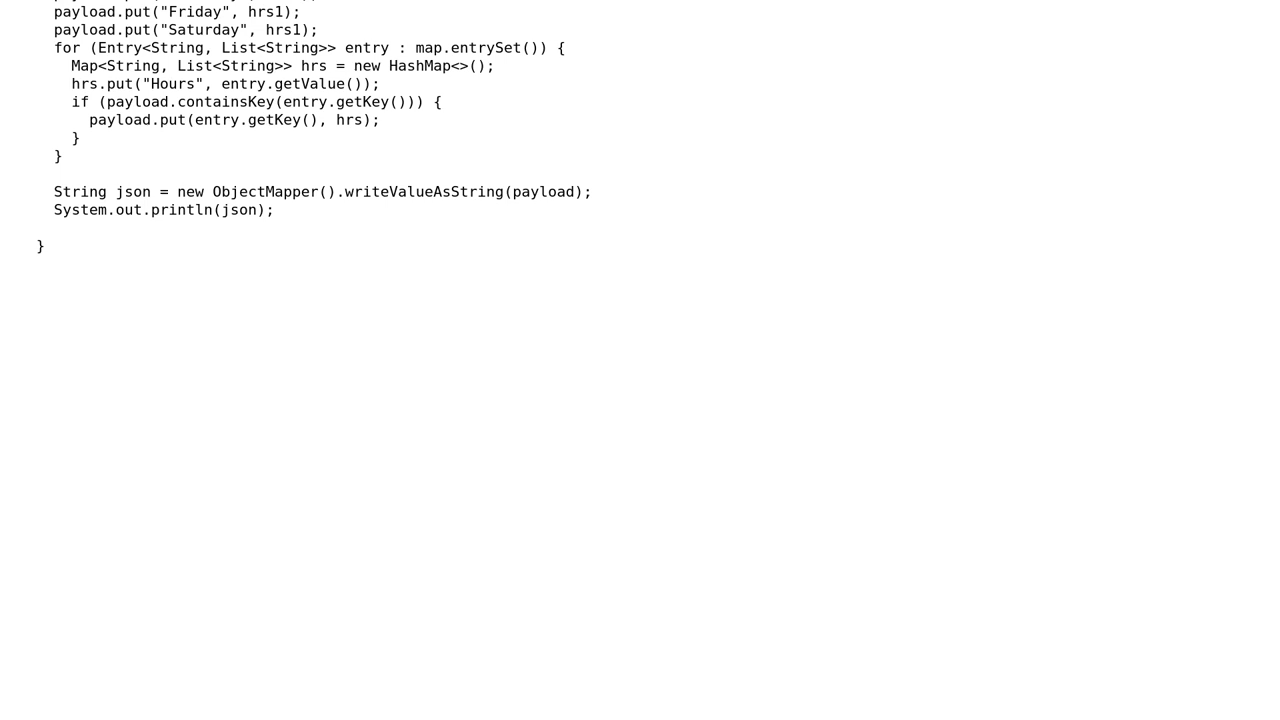 payload.put("Friday", hrs1);
payload.put("Saturday", hrs1);
for (Entry<String, List<String>> entry : map.entrySet()) {
Map<String, List<String>> hrs = new HashMap<>();
hrs.put("Hours", entry.getValue());
if (payload.containsKey(entry.getKey())) {
payload.put(entry.getKey(), hrs);
}
}
String json = new ObjectMapper().writeValueAsString(payload);
System.out.println(json);
}